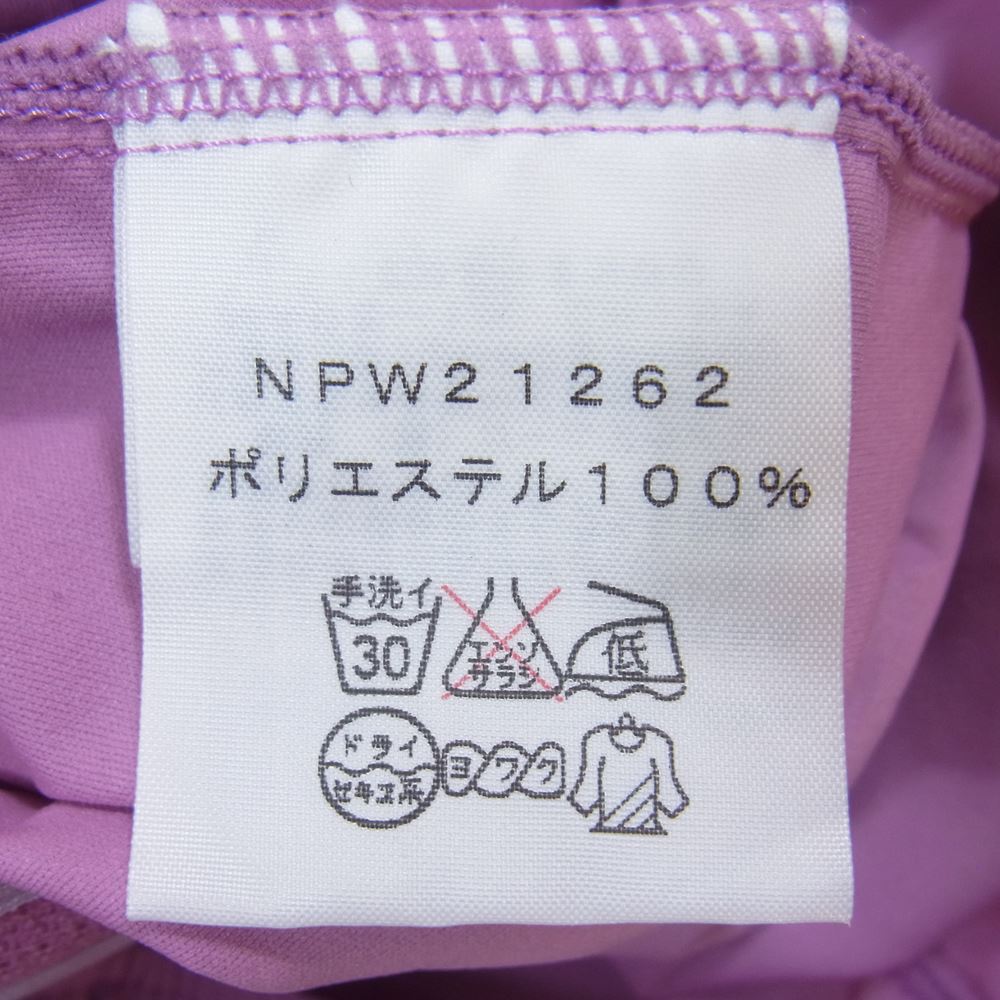 NPW21262
ポリエステル100%
手洗イ
30
エンソ
サラシ
低
ドライ
セキユ系
ヨワク